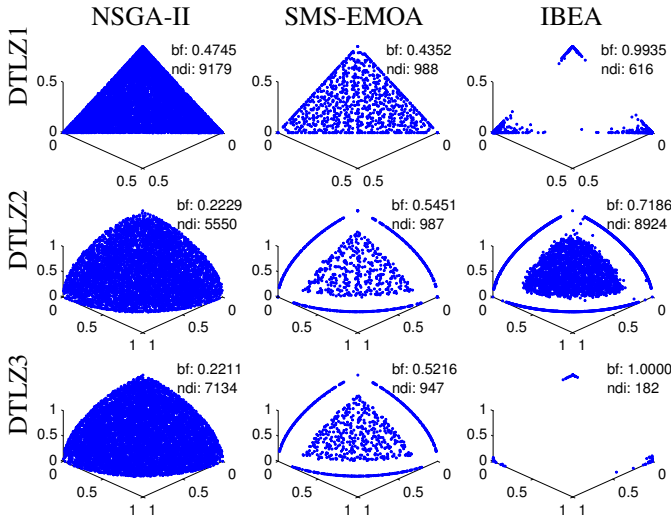 NSGA-II SMS-EMOA IBEA
DTLZ1
bf: 0.4745
ndi: 9179
0.5
0
0
0
0.5 0.5
bf: 0.4352
ndi: 988
0.5
0
0
0
0.5 0.5
bf: 0.9935
ndi: 616
0.5
0
0
0
0.5 0.5
DTLZ2
bf: 0.2229
ndi: 5550
1
0.5
0
0
0
0.5
0.5
1 1
bf: 0.5451
ndi: 987
1
0.5
0
0
0
0.5
0.5
1 1
bf: 0.7186
ndi: 8924
1
0.5
0
0
0
0.5
0.5
1 1
DTLZ3
bf: 0.2211
ndi: 7134
1
0.5
0
0
0
0.5
0.5
1 1
bf: 0.5216
ndi: 947
1
0.5
0
0
0
0.5
0.5
1 1
bf: 1.0000
ndi: 182
1
0.5
0
0
0
0.5
0.5
1 1